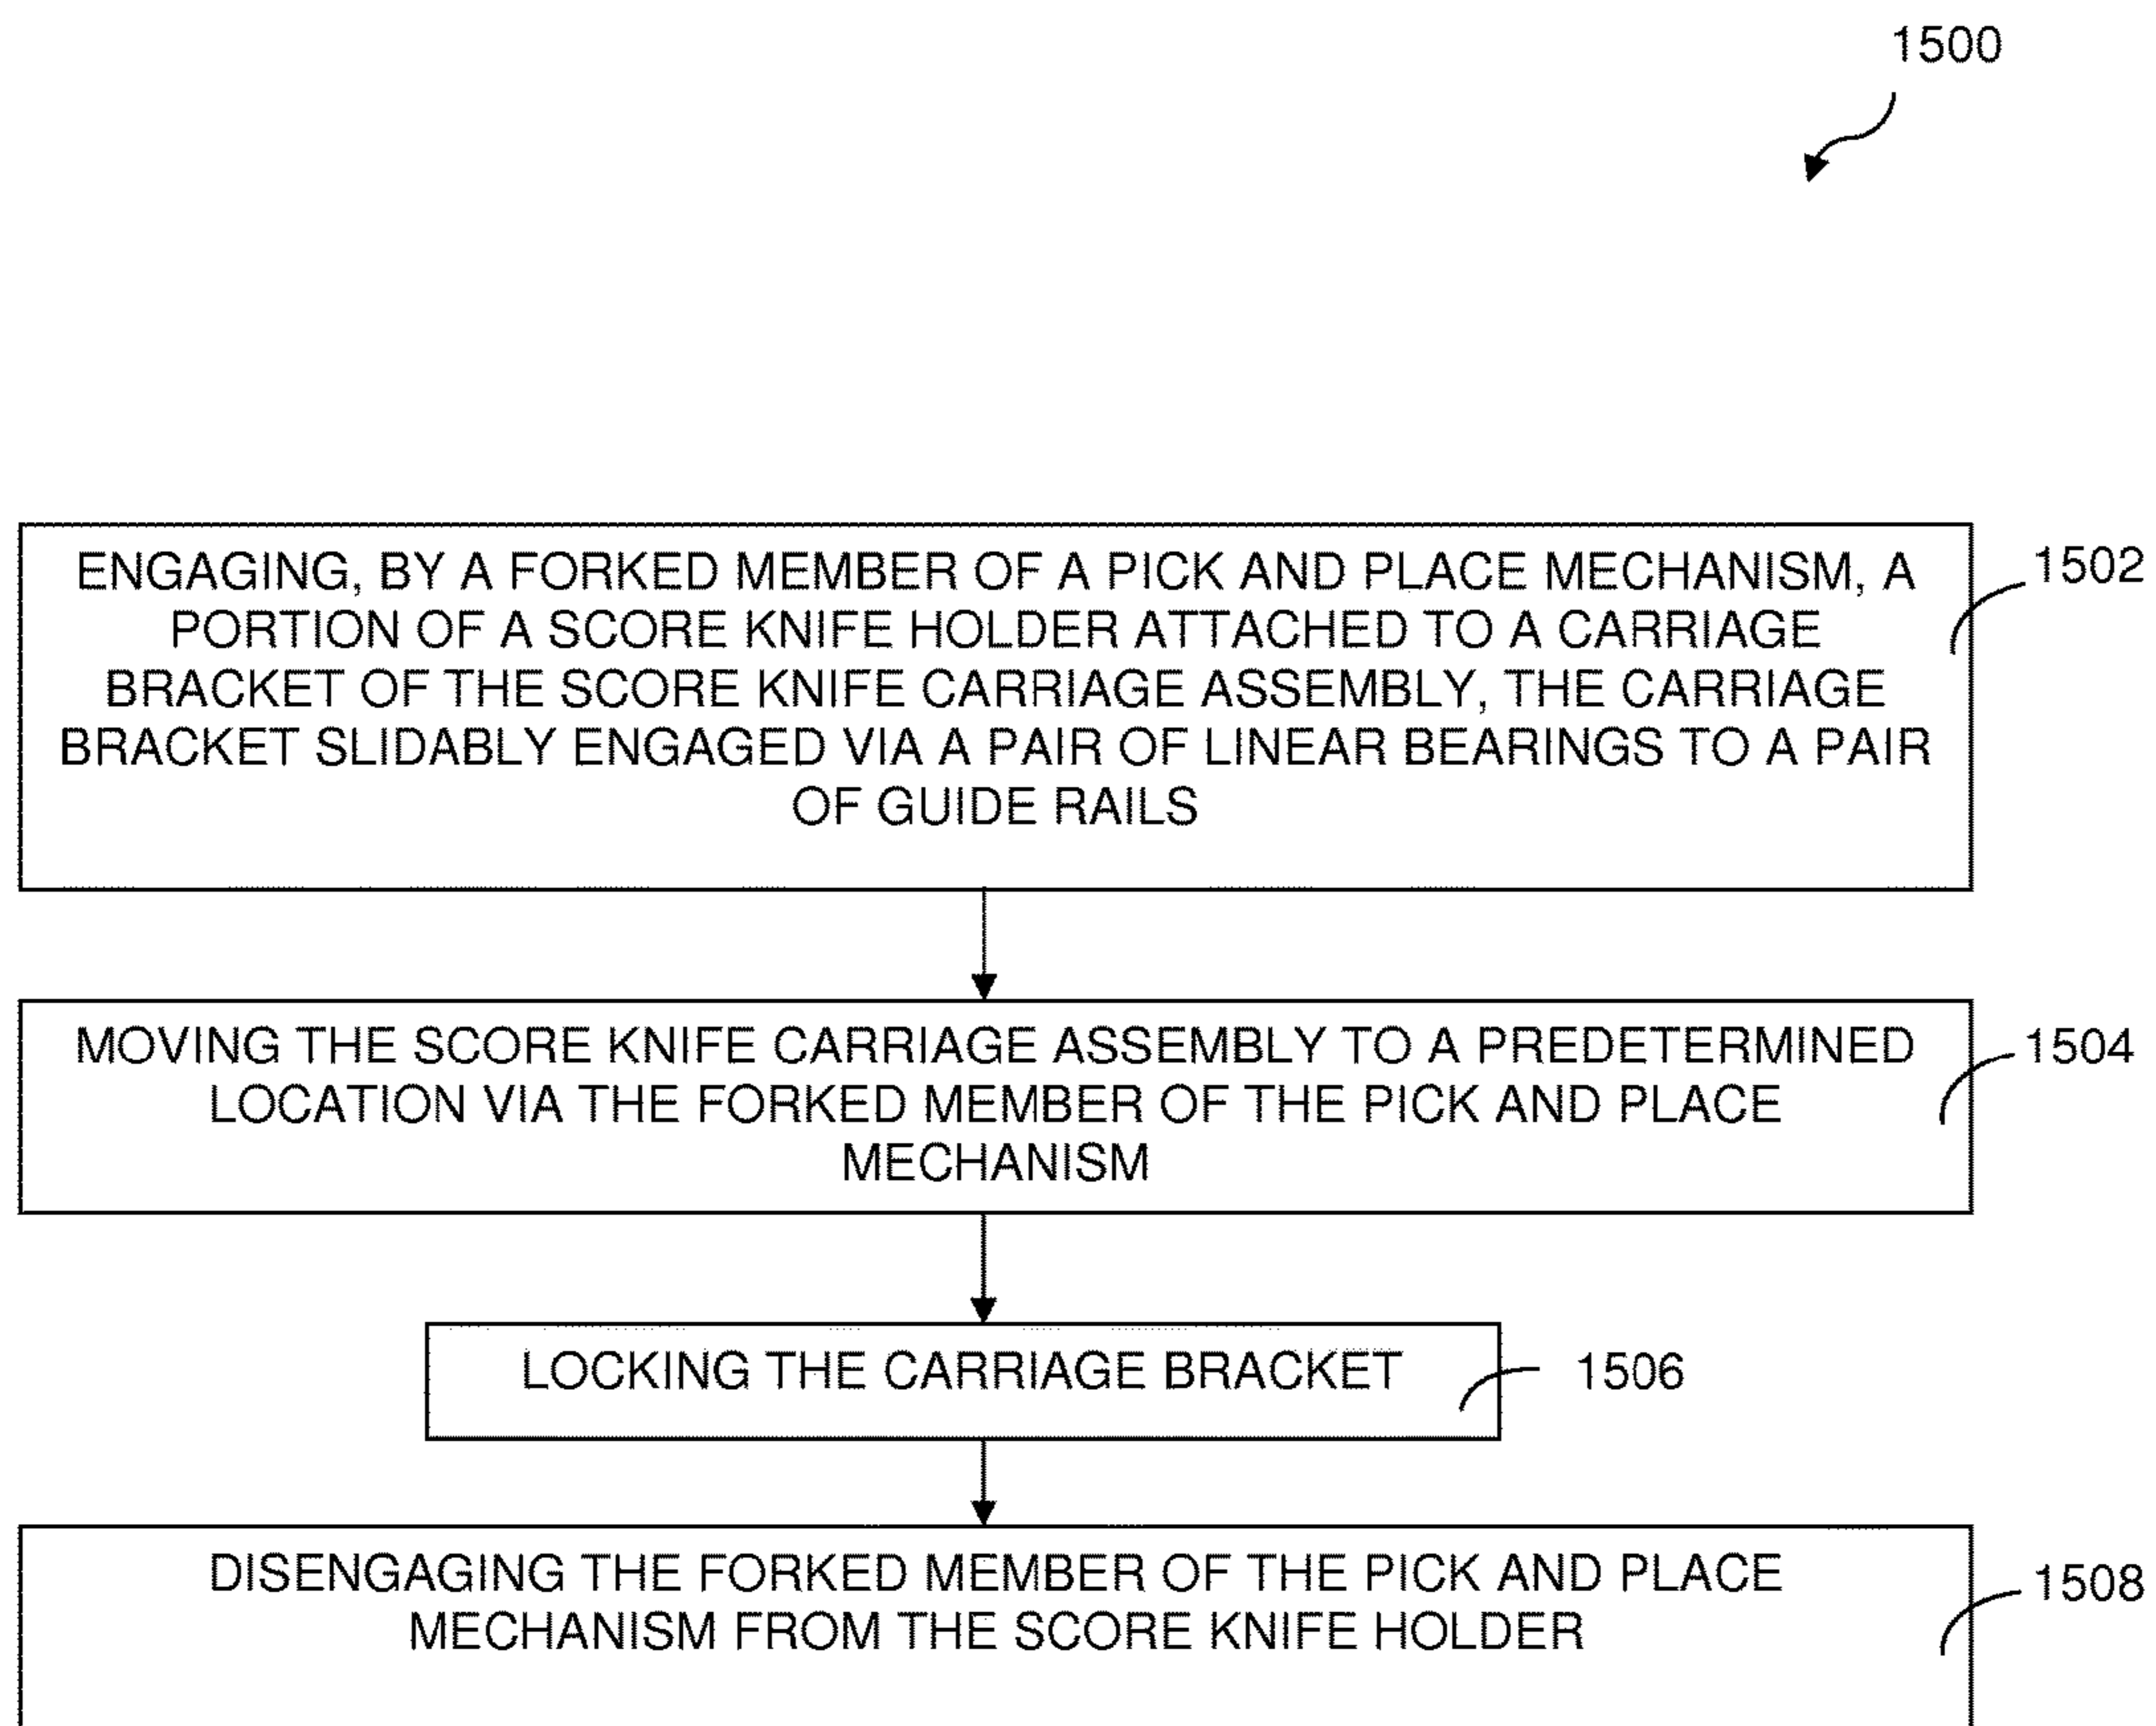 1500
ENGAGING, BY A FORKED MEMBER OF A PICK AND PLACE MECHANISM, A
PORTION OF A SCORE KNIFE HOLDER ATTACHED TO A CARRIAGE
BRACKET OF THE SCORE KNIFE CARRIAGE ASSEMBLY, THE CARRIAGE
BRACKET SLIDABLY ENGAGED VIA A PAIR OF LINEAR BEARINGS TO A PAIR
OF GUIDE RAILS
1502
MOVING THE SCORE KNIFE CARRIAGE ASSEMBLY TO A PREDETERMINED
LOCATION VIA THE FORKED MEMBER OF THE PICK AND PLACE
MECHANISM
1504
LOCKING THE CARRIAGE BRACKET
1506
DISENGAGING THE FORKED MEMBER OF THE PICK AND PLACE
MECHANISM FROM THE SCORE KNIFE HOLDER
1508